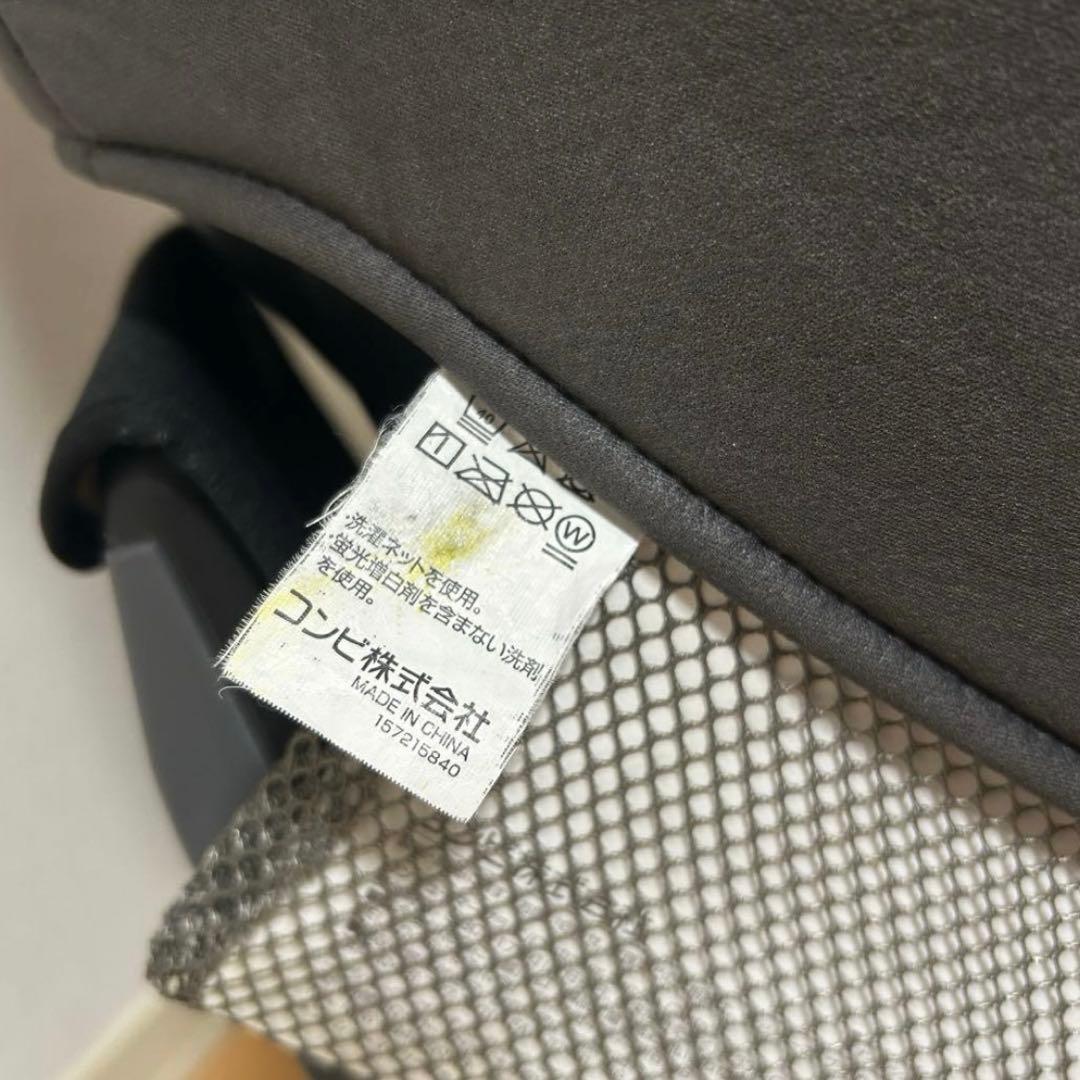 40
W
・洗濯ネットを使用。
・蛍光増白剤を含まない洗剤
を使用。
コンビ株式会社
MADE IN CHINA
157215840